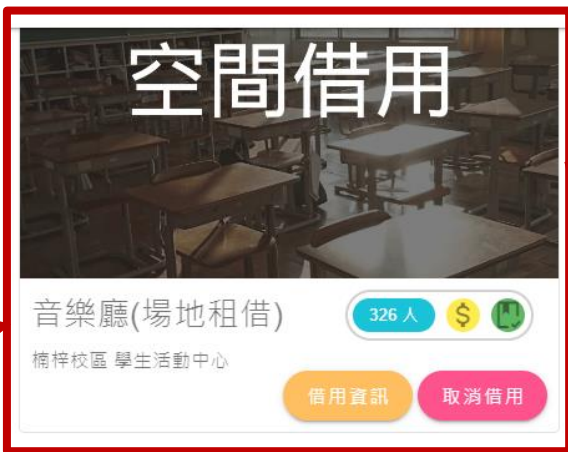 空間借用
音樂廳(場地租借)
326 人
$
楠梓校區 學生活動中心
借用資訊
取消借用